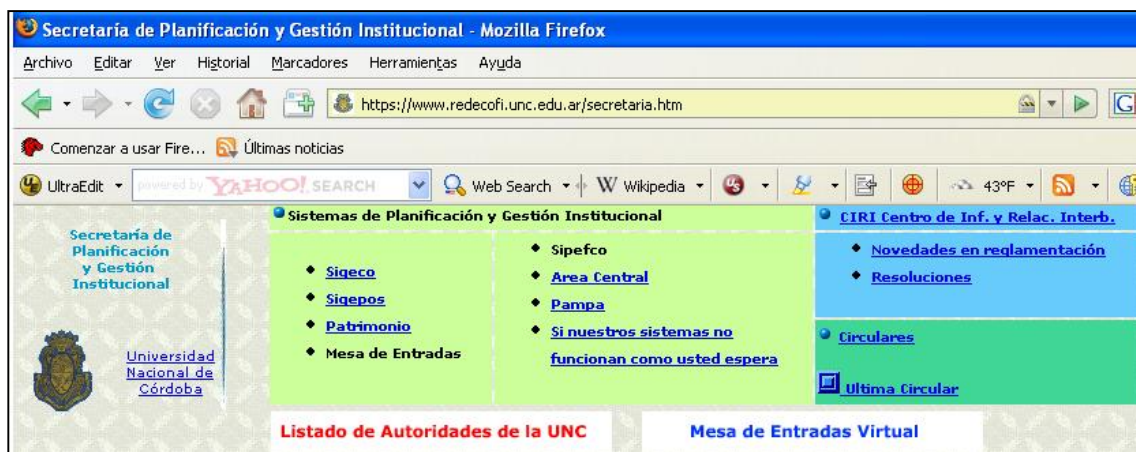 Secretaría de Planificación y Gestión Institucional - Mozilla Firefox
Archivo Editar Ver Historial Marcadores Herramientas Ayuda
https://www.redecofi.unc.edu.ar/secretaria.htm
G
Comenzar a usar Fire... Últimas noticias
UltraEdit powered by YAHOO! SEARCH Web Search W Wikipedia 43ºF
Secretaría de
Planificación
y Gestión
Institucional
Universidad
Nacional de
Córdoba
Sistemas de Planificación y Gestión Institucional
Sigeco
Sigepos
Patrimonio
Mesa de Entradas
Sipefco
Area Central
Pampa
Si nuestros sistemas no
funcionan como usted espera
CIRI Centro de Inf. y Relac. Interb.
Novedades en reglamentación
Resoluciones
Circulares
Ultima Circular
Listado de Autoridades de la UNC
Mesa de Entradas Virtual